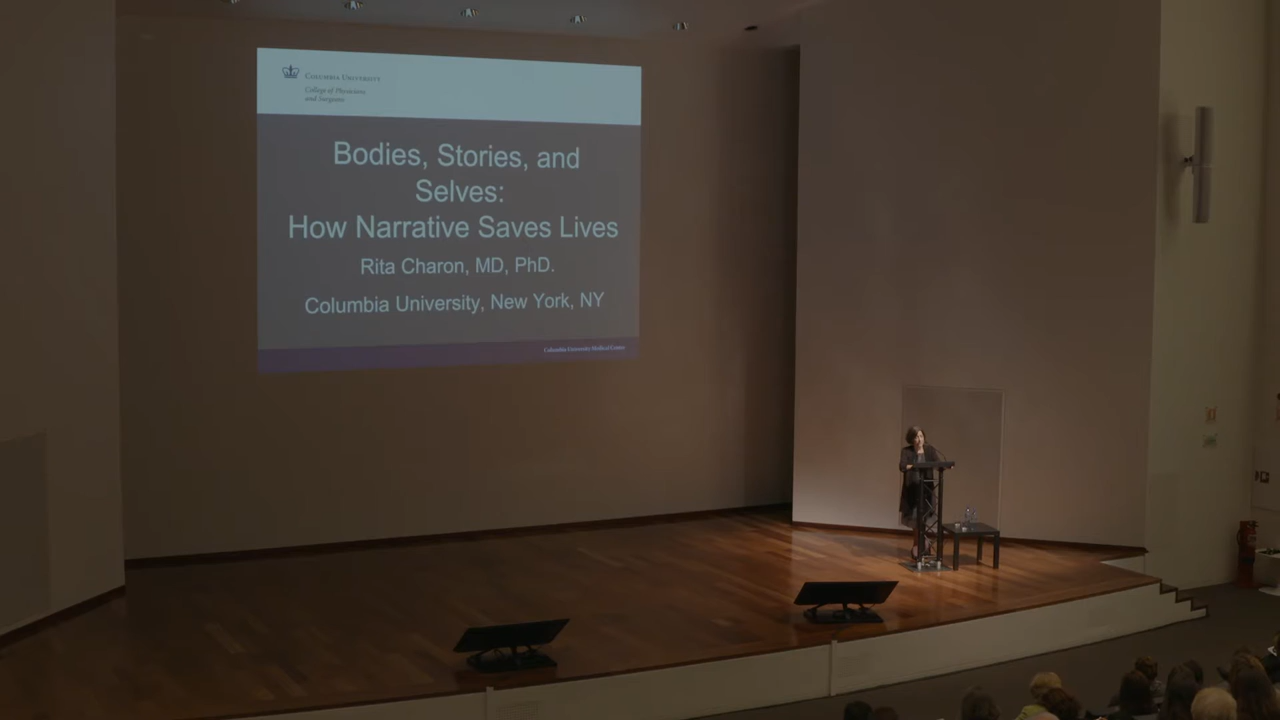 COLUMBIA UNIVERSITY
College of Physicians
and Surgeons
Bodies, Stories, and
Selves:
How Narrative Saves Lives
Rita Charon, MD, PhD.
Columbia University, New York, NY
Columbia University Medical Center